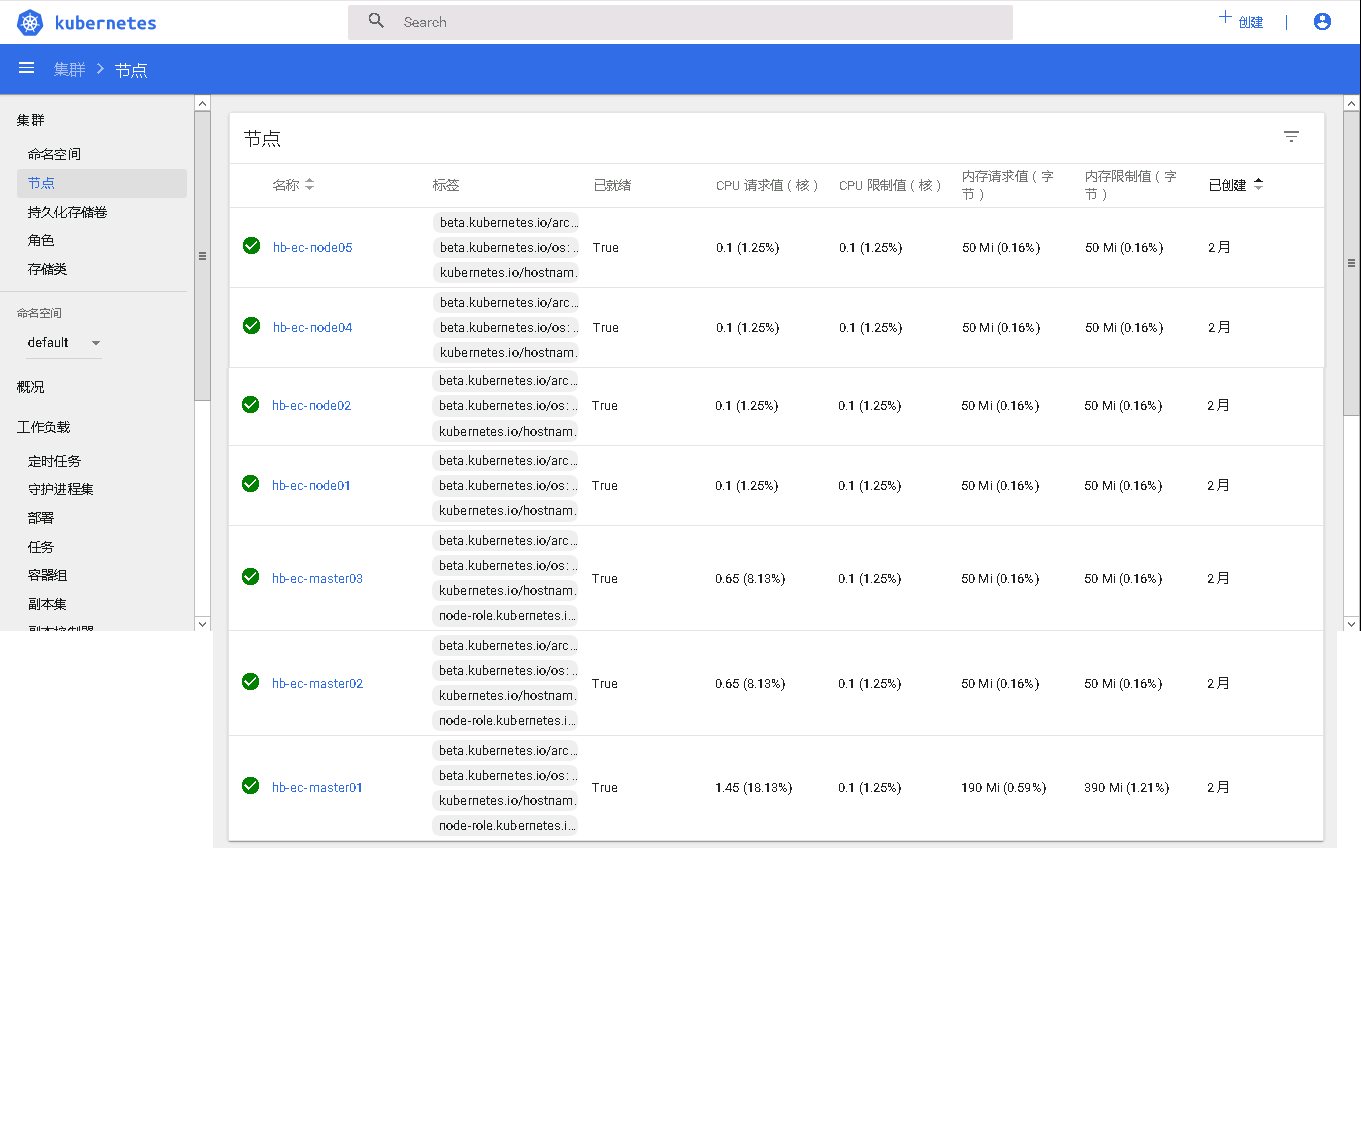 kubernetes
Search
创建
集群 > 节点
集群
命名空间
节点
持久化存储卷
角色
存储类
命名空间
default
概况
工作负载
定时任务
守护进程集
部署
任务
容器组
副本集
副本控制器
节点
名称 标签 已就绪 CPU 请求值 ( 核 ) CPU 限制值 ( 核 ) 内存请求值 ( 字节 ) 内存限制值 ( 字节 ) 已创建
beta.kubernetes.io/arc...
hb-ec-node05 beta.kubernetes.io/os: ... True 0.1 (1.25%) 0.1 (1.25%) 50 Mi (0.16%) 50 Mi (0.16%) 2 月
kubernetes.io/hostnam.
beta.kubernetes.io/arc...
hb-ec-node04 beta.kubernetes.io/os: ... True 0.1 (1.25%) 0.1 (1.25%) 50 Mi (0.16%) 50 Mi (0.16%) 2 月
kubernetes.io/hostnam.
beta.kubernetes.io/arc...
hb-ec-node02 beta.kubernetes.io/os: ... True 0.1 (1.25%) 0.1 (1.25%) 50 Mi (0.16%) 50 Mi (0.16%) 2 月
kubernetes.io/hostnam.
beta.kubernetes.io/arc...
hb-ec-node01 beta.kubernetes.io/os: ... True 0.1 (1.25%) 0.1 (1.25%) 50 Mi (0.16%) 50 Mi (0.16%) 2 月
kubernetes.io/hostnam.
beta.kubernetes.io/arc...
beta.kubernetes.io/os: ...
hb-ec-master03 True 0.65 (8.13%) 0.1 (1.25%) 50 Mi (0.16%) 50 Mi (0.16%) 2 月
kubernetes.io/hostnam.
node-role.kubernetes.i...
beta.kubernetes.io/arc...
beta.kubernetes.io/os: ...
hb-ec-master02 True 0.65 (8.13%) 0.1 (1.25%) 50 Mi (0.16%) 50 Mi (0.16%) 2 月
kubernetes.io/hostnam.
node-role.kubernetes.i...
beta.kubernetes.io/arc...
beta.kubernetes.io/os: ...
hb-ec-master01 True 1.45 (18.13%) 0.1 (1.25%) 190 Mi (0.59%) 390 Mi (1.21%) 2 月
kubernetes.io/hostnam.
node-role.kubernetes.i...